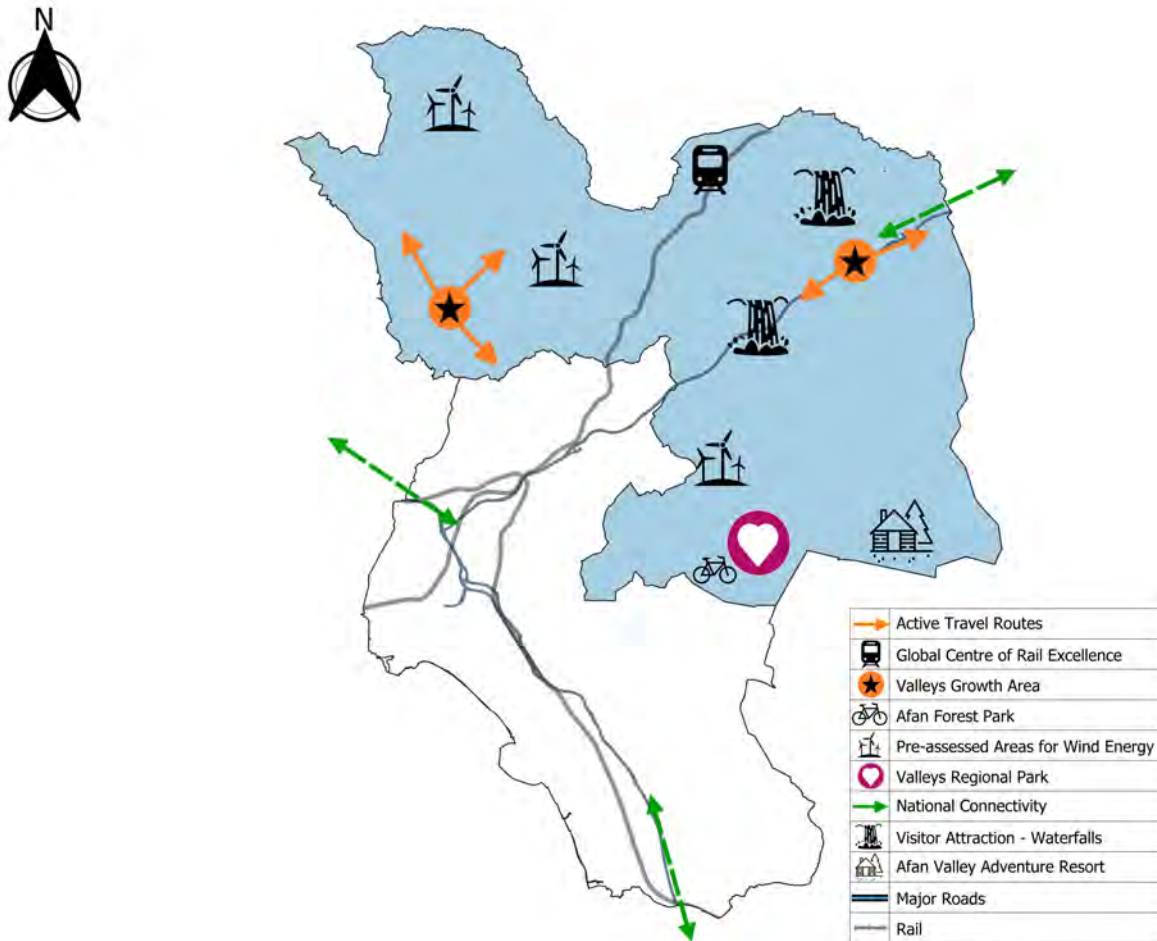 N
Active Travel Routes
Global Centre of Rail Excellence
Valleys Growth Area
Afan Forest Park
Pre-assessed Areas for Wind Energy
Valleys Regional Park
National Connectivity
Visitor Attraction - Waterfalls
Afan Valley Adventure Resort
Major Roads
Rail